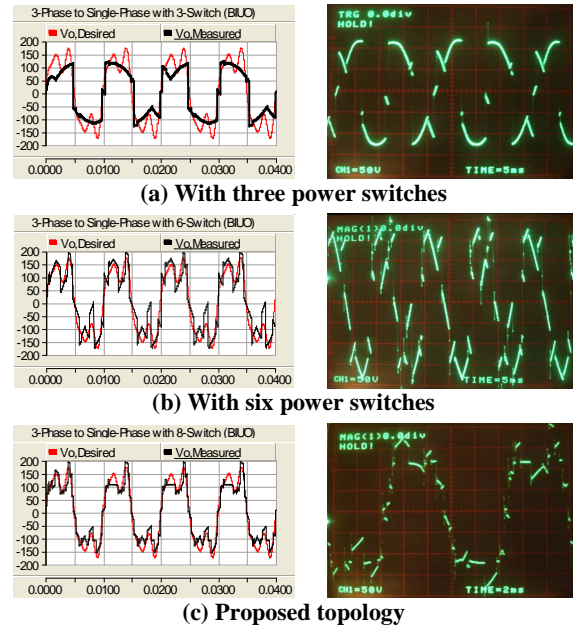 3-Phase to Single-Phase with 3-Switch (BIUO)
Vo,Desired Vo,Measured
200
150
100
50
0
-50
-100
-150
-200
0.0000 0.0100 0.0200 0.0300 0.0400
TRG 0.0div
HOLD!
CH1=50V TIME=5ms
(a) With three power switches
3-Phase to Single-Phase with 6-Switch (BIUO)
Vo,Desired Vo,Measured
200
150
100
50
0
-50
-100
-150
-200
0.0000 0.0100 0.0200 0.0300 0.0400
MAG(1)0.0div
HOLD!
CH1=50V TIME=5ms
(b) With six power switches
3-Phase to Single-Phase with 8-Switch (BIUO)
Vo,Desired Vo,Measured
200
150
100
50
0
-50
-100
-150
-200
0.0000 0.0100 0.0200 0.0300 0.0400
MAG(1)0.0div
HOLD!
CH1=50V TIME=2ms
(c) Proposed topology